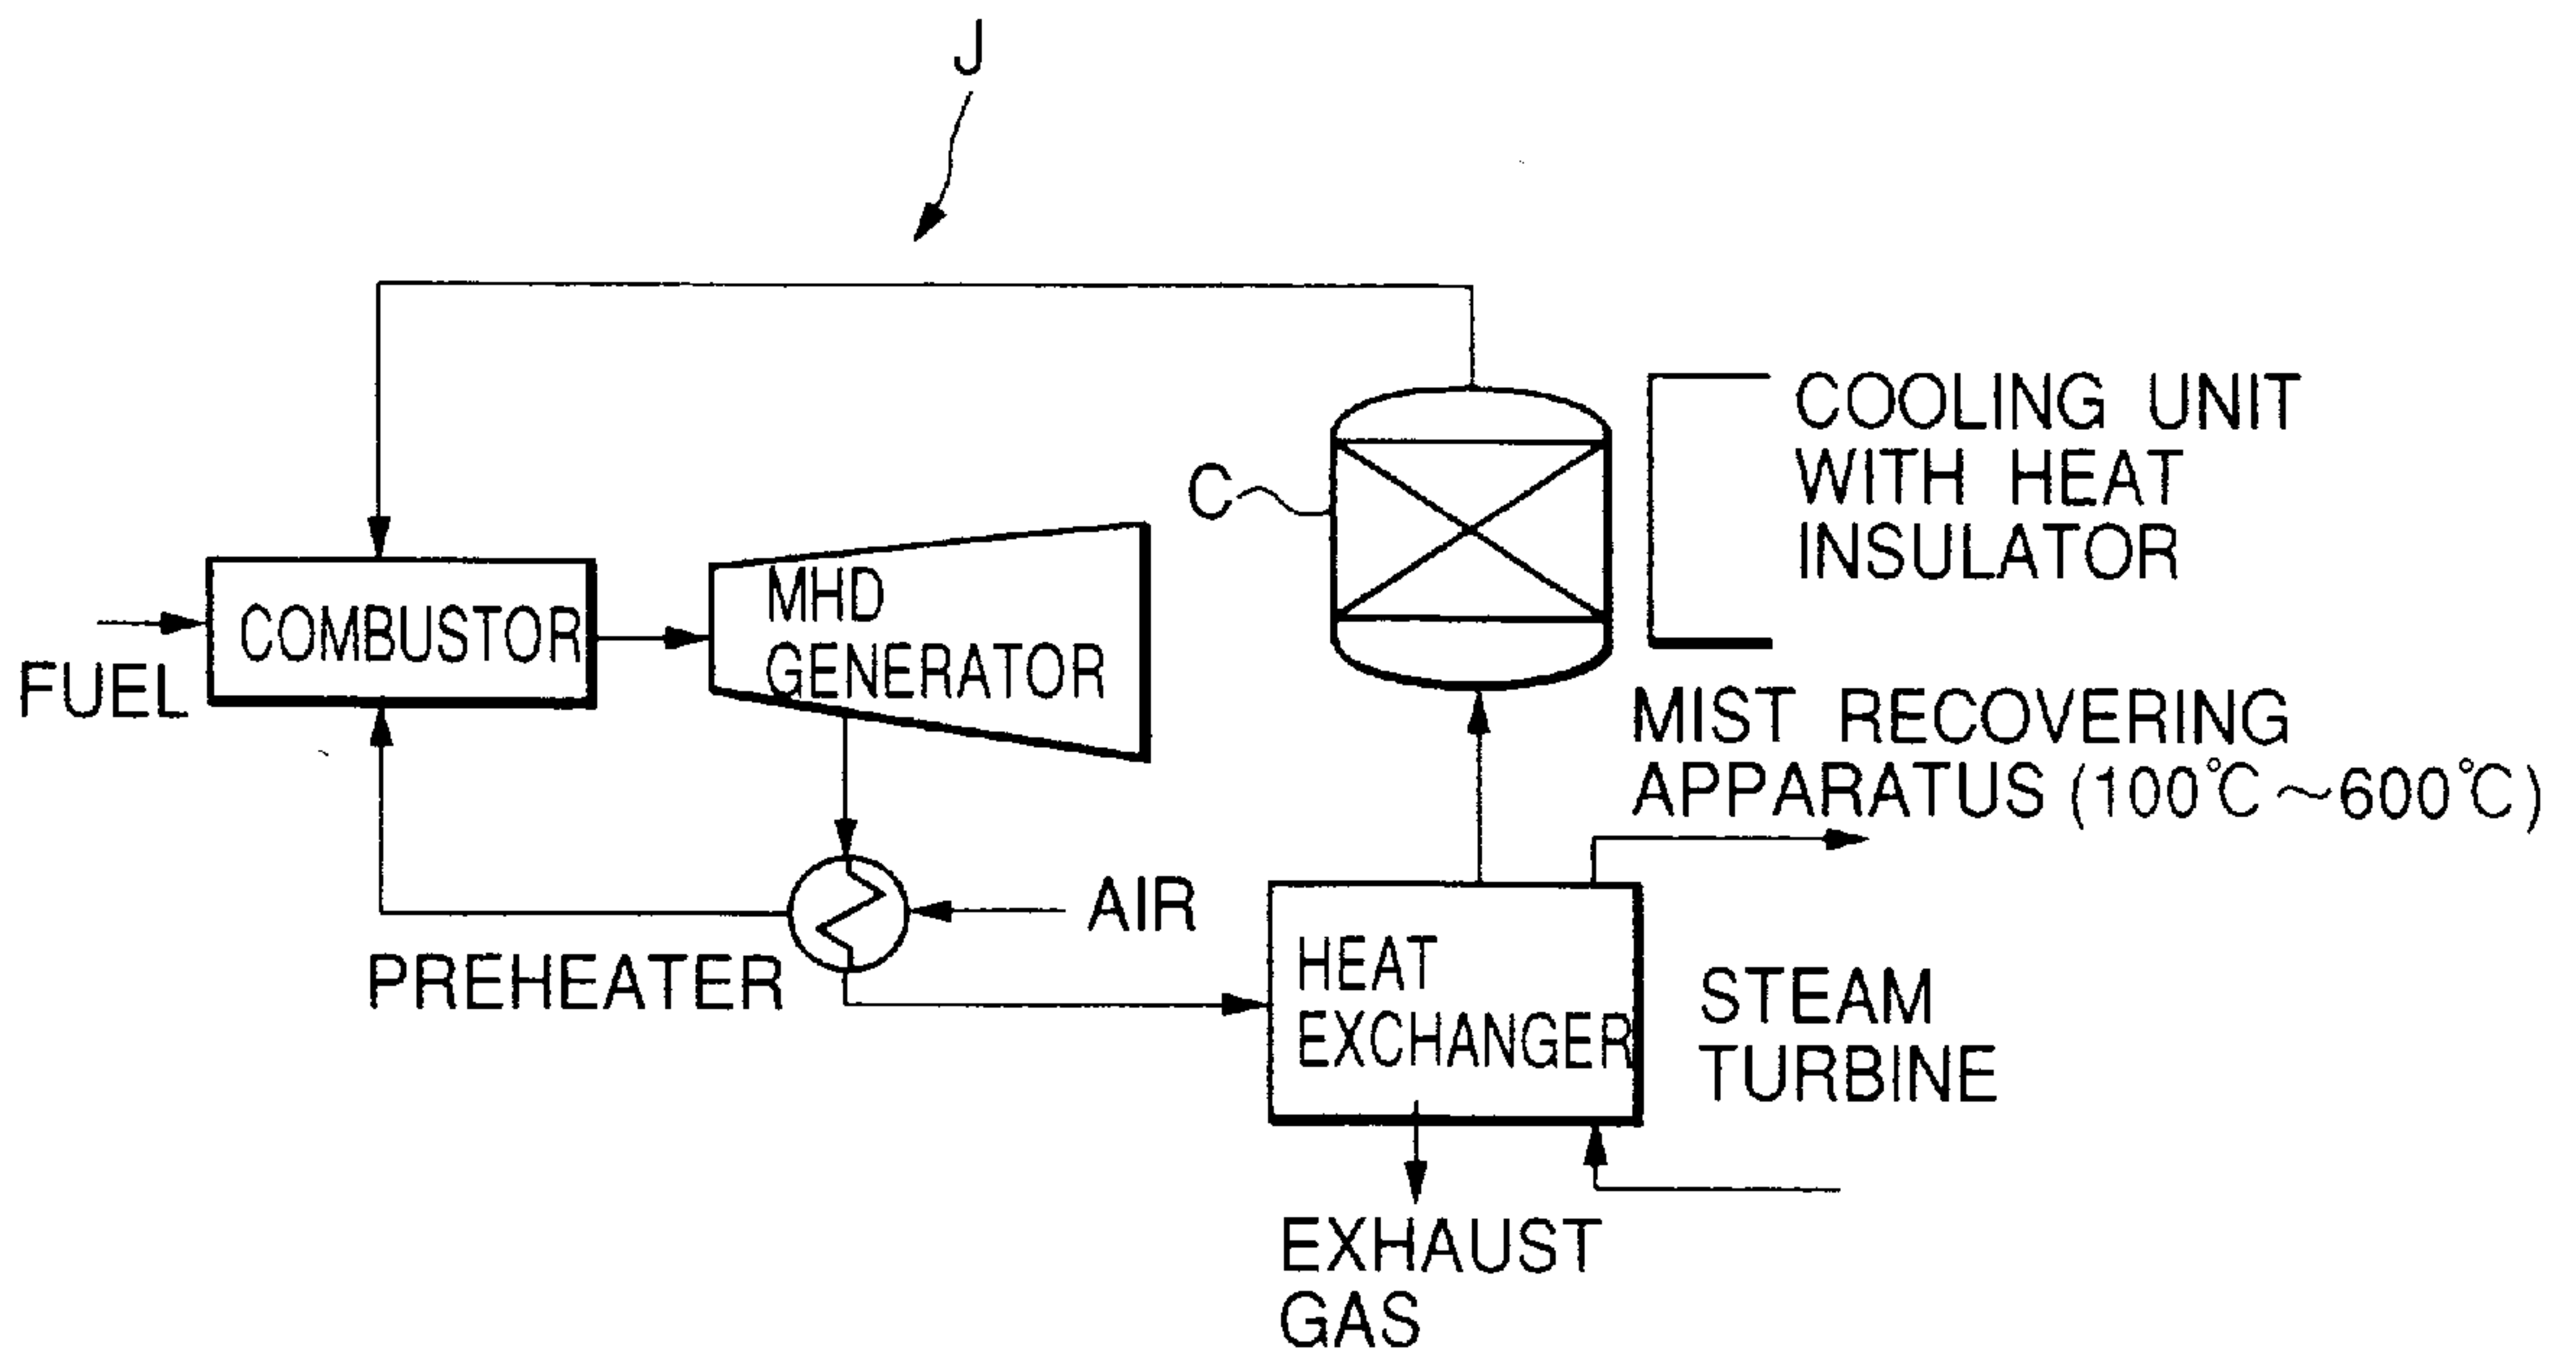 J
COOLING UNIT
WITH HEAT
INSULATOR
C
MHD
GENERATOR
COMBUSTOR
FUEL
MIST RECOVERING
APPARATUS (100℃~600℃)
AIR
PREHEATER
HEAT
EXCHANGER
STEAM
TURBINE
EXHAUST
GAS